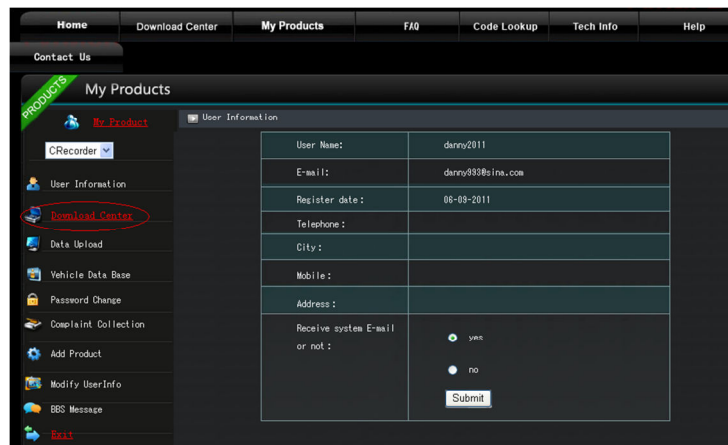 Home Download Center My Products FAQ Code Lookup Tech Info Help
Contact Us
PRODUCTS
My Products
My Product
CRecorder
User Information
Download Center
Data Upload
Vehicle Data Base
Password Change
Complaint Collection
Add Product
Modify UserInfo
BBS Message
Exit
User Information
User Name: danny2011
E-mail: danny993@sina.com
Register date: 06-09-2011
Telephone:
City:
Mobile:
Address:
Receive system E-mail
or not:
yes
no
Submit